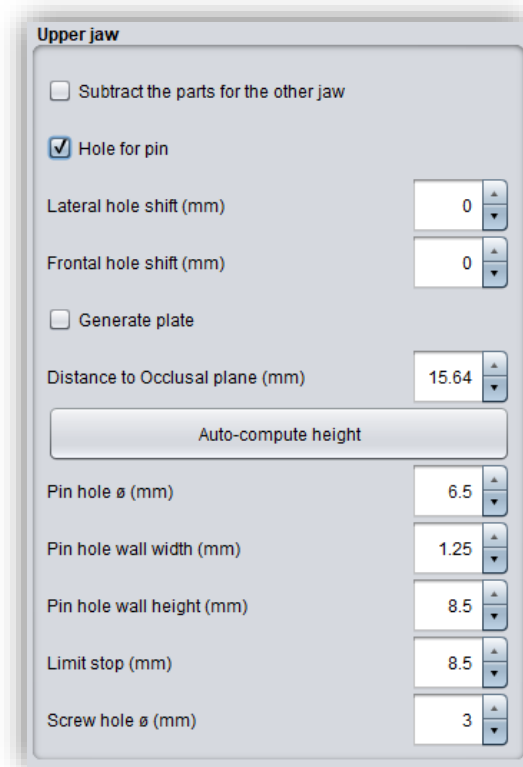 Upper jaw
Subtract the parts for the other jaw
Hole for pin
Lateral hole shift (mm) 0
Frontal hole shift (mm) 0
Generate plate
Distance to Occlusal plane (mm) 15.64
Auto-compute height
Pin hole ø (mm) 6.5
Pin hole wall width (mm) 1.25
Pin hole wall height (mm) 8.5
Limit stop (mm) 8.5
Screw hole ø (mm) 3